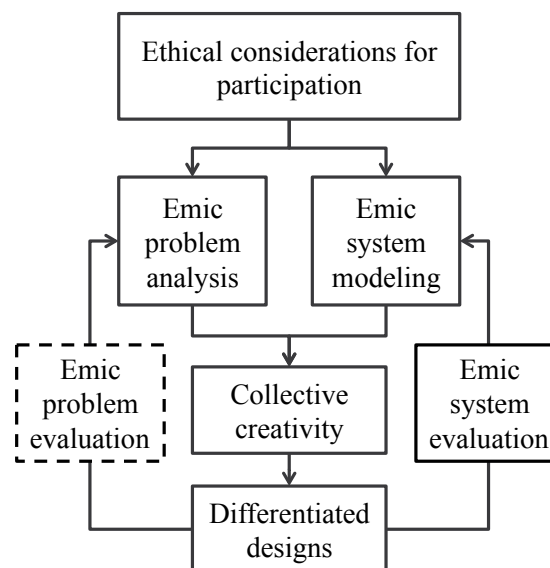 Ethical considerations for
participation
Emic
problem
analysis
Emic
system
modeling
Emic
problem
evaluation
Collective
creativity
Emic
system
evaluation
Differentiated
designs